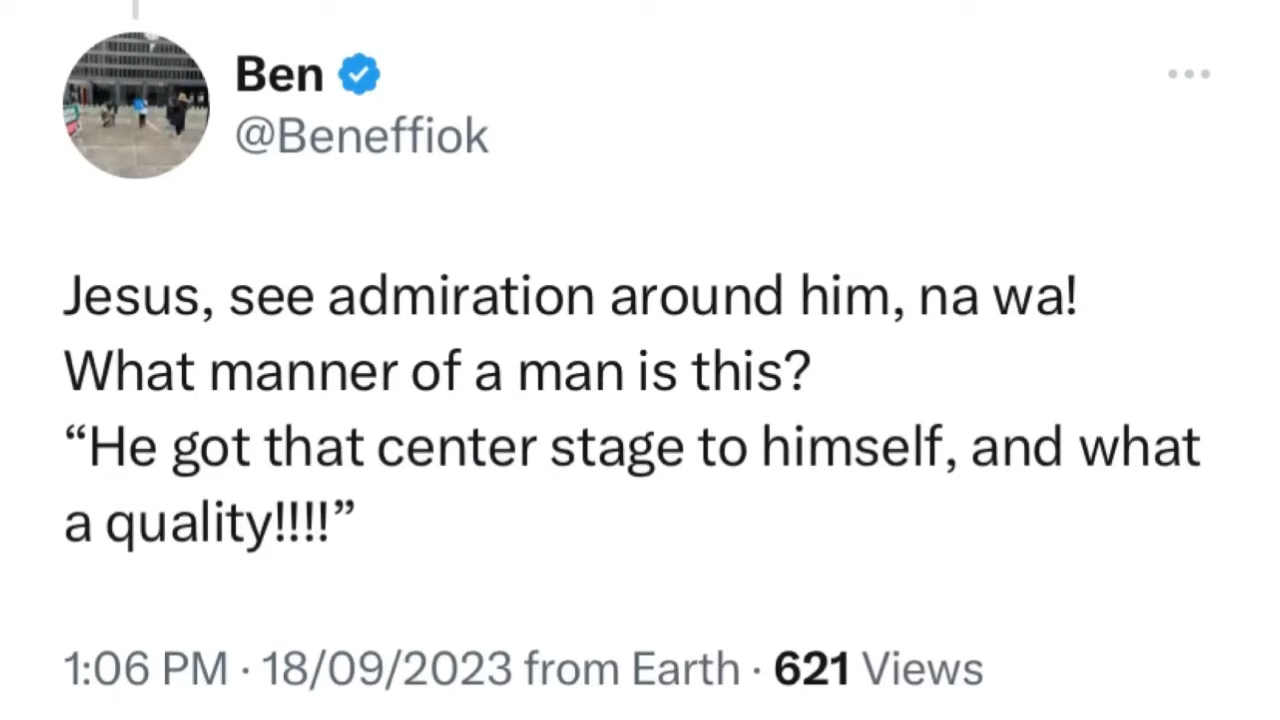 Ben
@Beneffiok
Jesus, see admiration around him, na wa!
What manner of a man is this?
“He got that center stage to himself, and what
a quality!!!!”
1:06 PM · 18/09/2023 from Earth · 621 Views